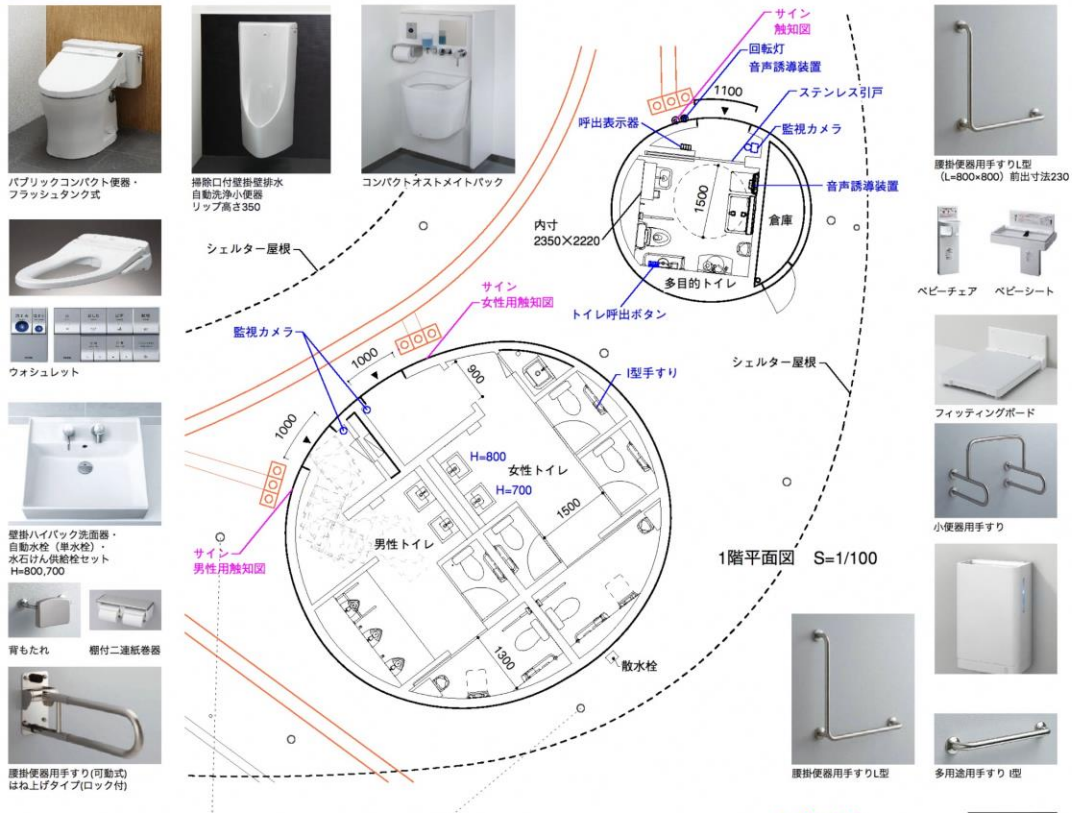 パブリックコンパクト便器・
フラッシュタンク式
掃除口付壁掛壁排水
自動洗浄小便器
リップ高さ350
コンパクトオストメイトパック
サイン
触知図
回転灯
音声誘導装置
1100
ステンレス引戸
呼出表示器
監視カメラ
音声誘導装置
1500
倉庫
内寸
2350×2220
多目的トイレ
トイレ呼出ボタン
腰掛便器用手すりL型
(L=800×800)前出寸法230
ベビーチェア
ベビーシート
シェルター屋根
サイン
女性用触知図
監視カメラ
1000
900
I型手すり
シェルター屋根
ウォシュレット
フィッティングボード
1000
H=800
女性トイレ
H=700
1500
小便器用手すり
壁掛ハイバック洗面器・
自動水栓(単水栓)・
水石けん供給栓セット
H=800,700
サイン
男性用触知図
男性トイレ
1階平面図 S=1/100
背もたれ
棚付二連紙巻器
1300
散水栓
腰掛便器用手すり(可動式)
はね上げタイプ(ロック付)
腰掛便器用手すりL型
多用途用手すり I型